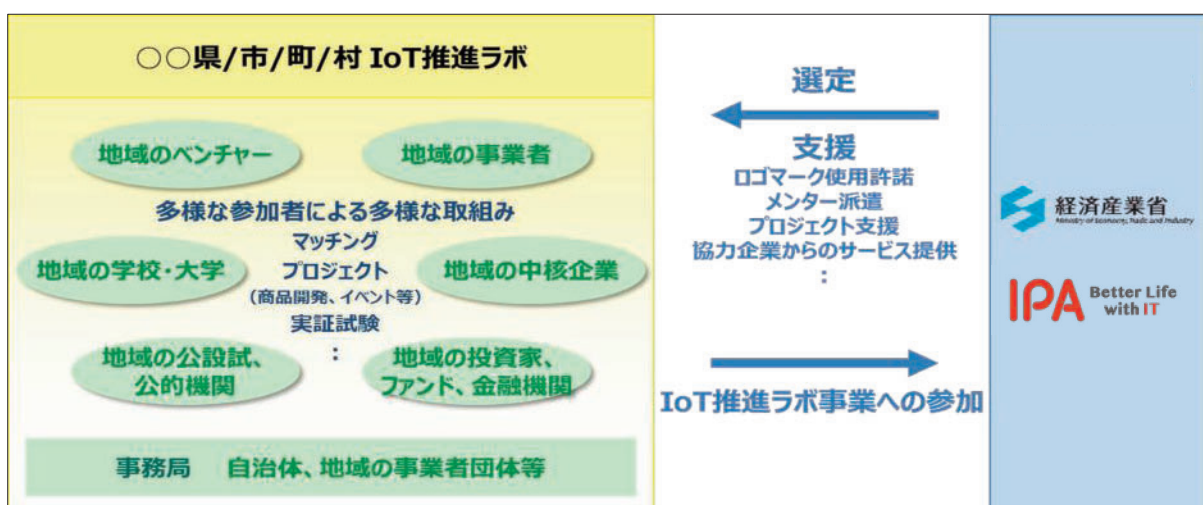 ○○県/市/町/村 IoT推進ラボ
地域のベンチャー
地域の事業者
多様な参加者による多様な取組み
マッチング
プロジェクト
(商品開発、イベント等)
実証試験
:
地域の学校・大学
地域の中核企業
地域の公設試、
公的機関
地域の投資家、
ファンド、金融機関
事務局 自治体、地域の事業者団体等
選定
支援
ロゴマーク使用許諾
メンター派遣
プロジェクト支援
協力企業からのサービス提供
:
IoT推進ラボ事業への参加
経済産業省
Ministry of Economy, Trade and Industry
IPA Better Life
with IT